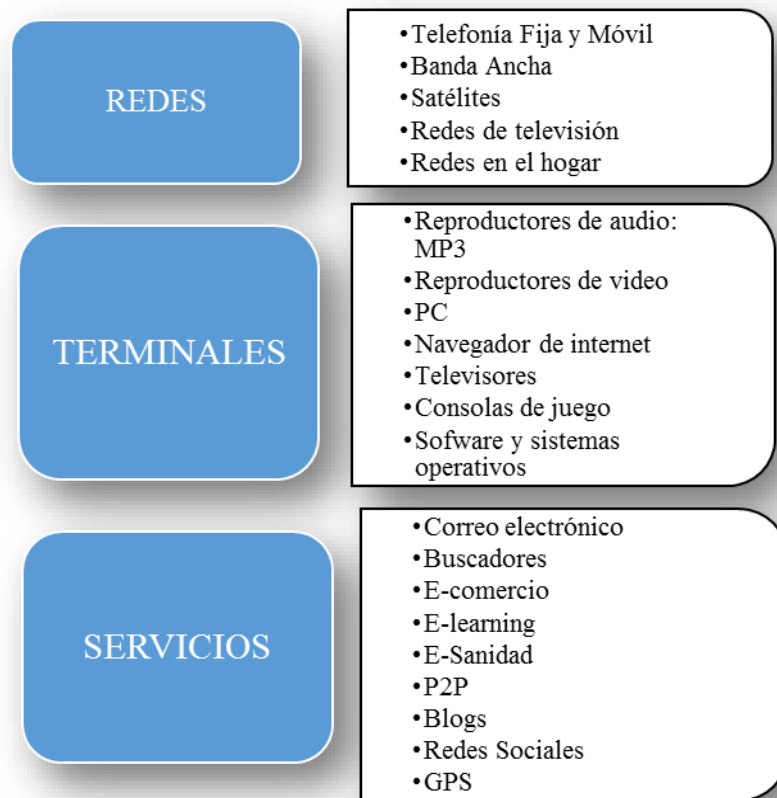 REDES
•Telefonía Fija y Móvil
•Banda Ancha
•Satélites
•Redes de televisión
•Redes en el hogar
TERMINALES
•Reproductores de audio:
MP3
•Reproductores de video
•PC
•Navegador de internet
•Televisores
•Consolas de juego
•Sofware y sistemas
operativos
SERVICIOS
•Correo electrónico
•Buscadores
•E-comercio
•E-learning
•E-Sanidad
•P2P
•Blogs
•Redes Sociales
•GPS